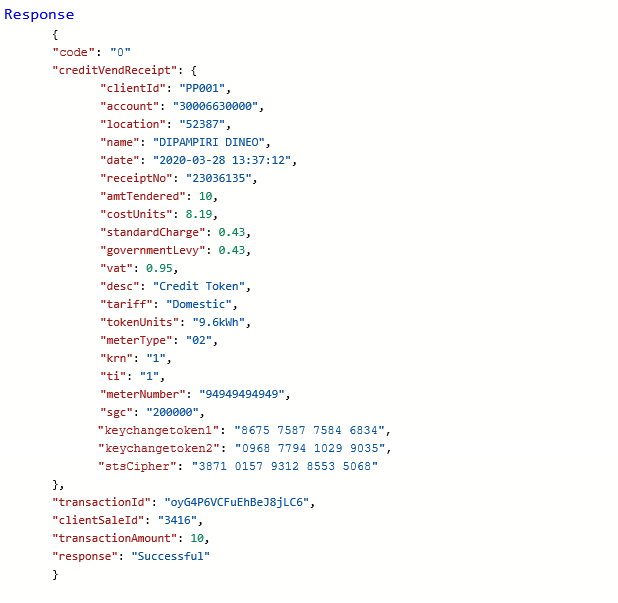 Response
{
"code": "0"
"creditVendReceipt": {
"clientId": "PP001",
"account": "30006630000",
"location": "52387",
"name": "DIPAMPIRI DINEO",
"date": "2020-03-28 13:37:12",
"receiptNo": "23036135",
"amtTendered": 10,
"costUnits": 8.19,
"standardCharge": 0.43,
"governmentLevy": 0.43,
"vat": 0.95,
"desc": "Credit Token",
"tariff": "Domestic",
"tokenUnits": "9.6kWh",
"meterType": "02",
"krn": "1",
"ti": "1",
"meterNumber": "94949494949",
"sgc": "200000",
"keychangetoken1": "8675 7587 7584 6834",
"keychangetoken2": "0968 7794 1029 9035",
"stsCipher": "3871 0157 9312 8553 5068"
},
"transactionId": "oyG4P6VCFuEhBeJ8jLC6",
"clientSaleId": "3416",
"transactionAmount": 10,
"response": "Successful"
}